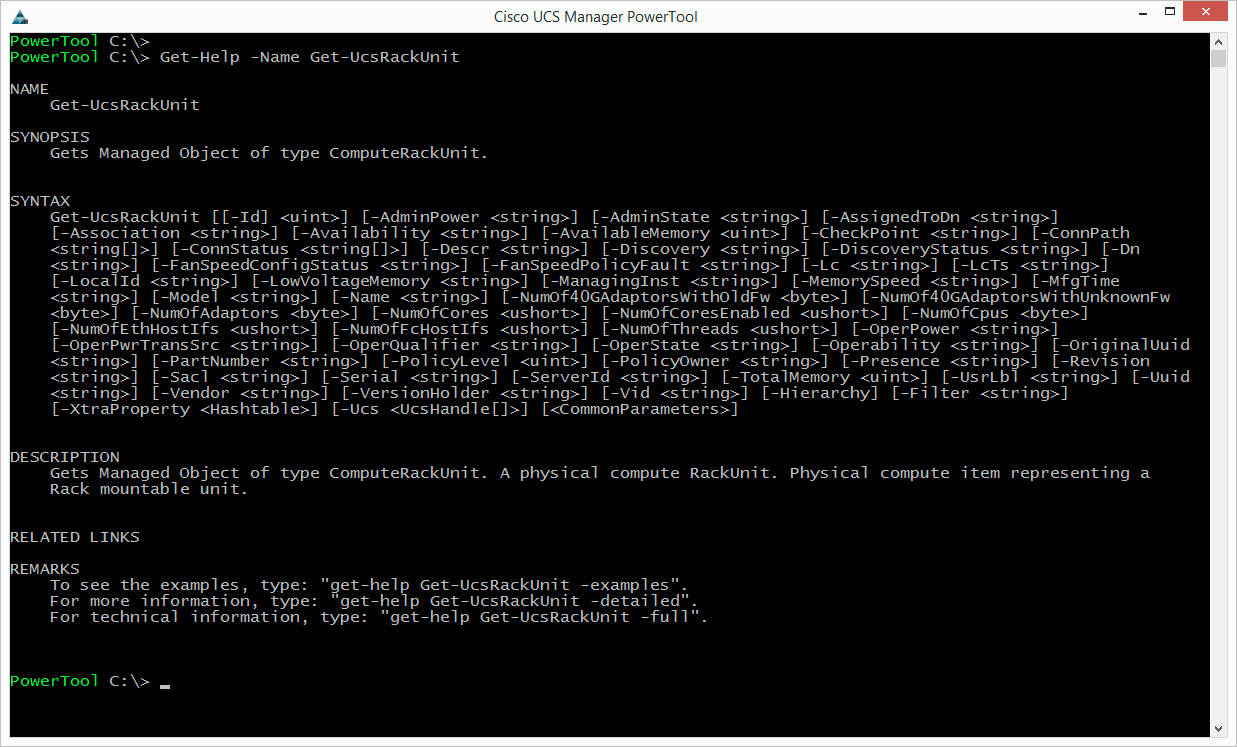 Cisco UCS Manager PowerTool
PowerTool C:\>
PowerTool C:\> Get-Help -Name Get-UcsRackUnit
NAME
Get-UcsRackUnit
SYNOPSIS
Gets Managed Object of type ComputeRackUnit.
SYNTAX
Get-UcsRackUnit [[-Id] <uint>] [-AdminPower <string>] [-AdminState <string>] [-AssignedToDn <string>]
[-Association <string>] [-Availability <string>] [-AvailableMemory <uint>] [-CheckPoint <string>] [-ConnPath
<string[]>] [-ConnStatus <string[]>] [-Descr <string>] [-Discovery <string>] [-DiscoveryStatus <string>] [-Dn
<string>] [-FanSpeedConfigStatus <string>] [-FanSpeedPolicyFault <string>] [-Lc <string>] [-LcTs <string>]
[-LocalId <string>] [-LowVoltageMemory <string>] [-ManagingInst <string>] [-MemorySpeed <string>] [-MfgTime
<string>] [-Model <string>] [-Name <string>] [-NumOf40GAdaptorsWithOldFw <byte>] [-NumOf40GAdaptorsWithUnknownFw
<byte>] [-NumOfAdaptors <byte>] [-NumOfCores <ushort>] [-NumOfCoresEnabled <ushort>] [-NumOfCpus <byte>]
[-NumOfEthHostIfs <ushort>] [-NumOfFcHostIfs <ushort>] [-NumOfThreads <ushort>] [-OperPower <string>]
[-OperPwrTransSrc <string>] [-OperQualifier <string>] [-OperState <string>] [-Operability <string>] [-OriginalUuid
<string>] [-PartNumber <string>] [-PolicyLevel <uint>] [-PolicyOwner <string>] [-Presence <string>] [-Revision
<string>] [-Sacl <string>] [-Serial <string>] [-ServerId <string>] [-TotalMemory <uint>] [-UsrLbl <string>] [-Uuid
<string>] [-Vendor <string>] [-VersionHolder <string>] [-Vid <string>] [-Hierarchy] [-Filter <string>]
[-XtraProperty <Hashtable>] [-Ucs <UcsHandle[]>] [<CommonParameters>]
DESCRIPTION
Gets Managed Object of type ComputeRackUnit. A physical compute RackUnit. Physical compute item representing a
Rack mountable unit.
RELATED LINKS
REMARKS
To see the examples, type: "get-help Get-UcsRackUnit -examples".
For more information, type: "get-help Get-UcsRackUnit -detailed".
For technical information, type: "get-help Get-UcsRackUnit -full".
PowerTool C:\> _